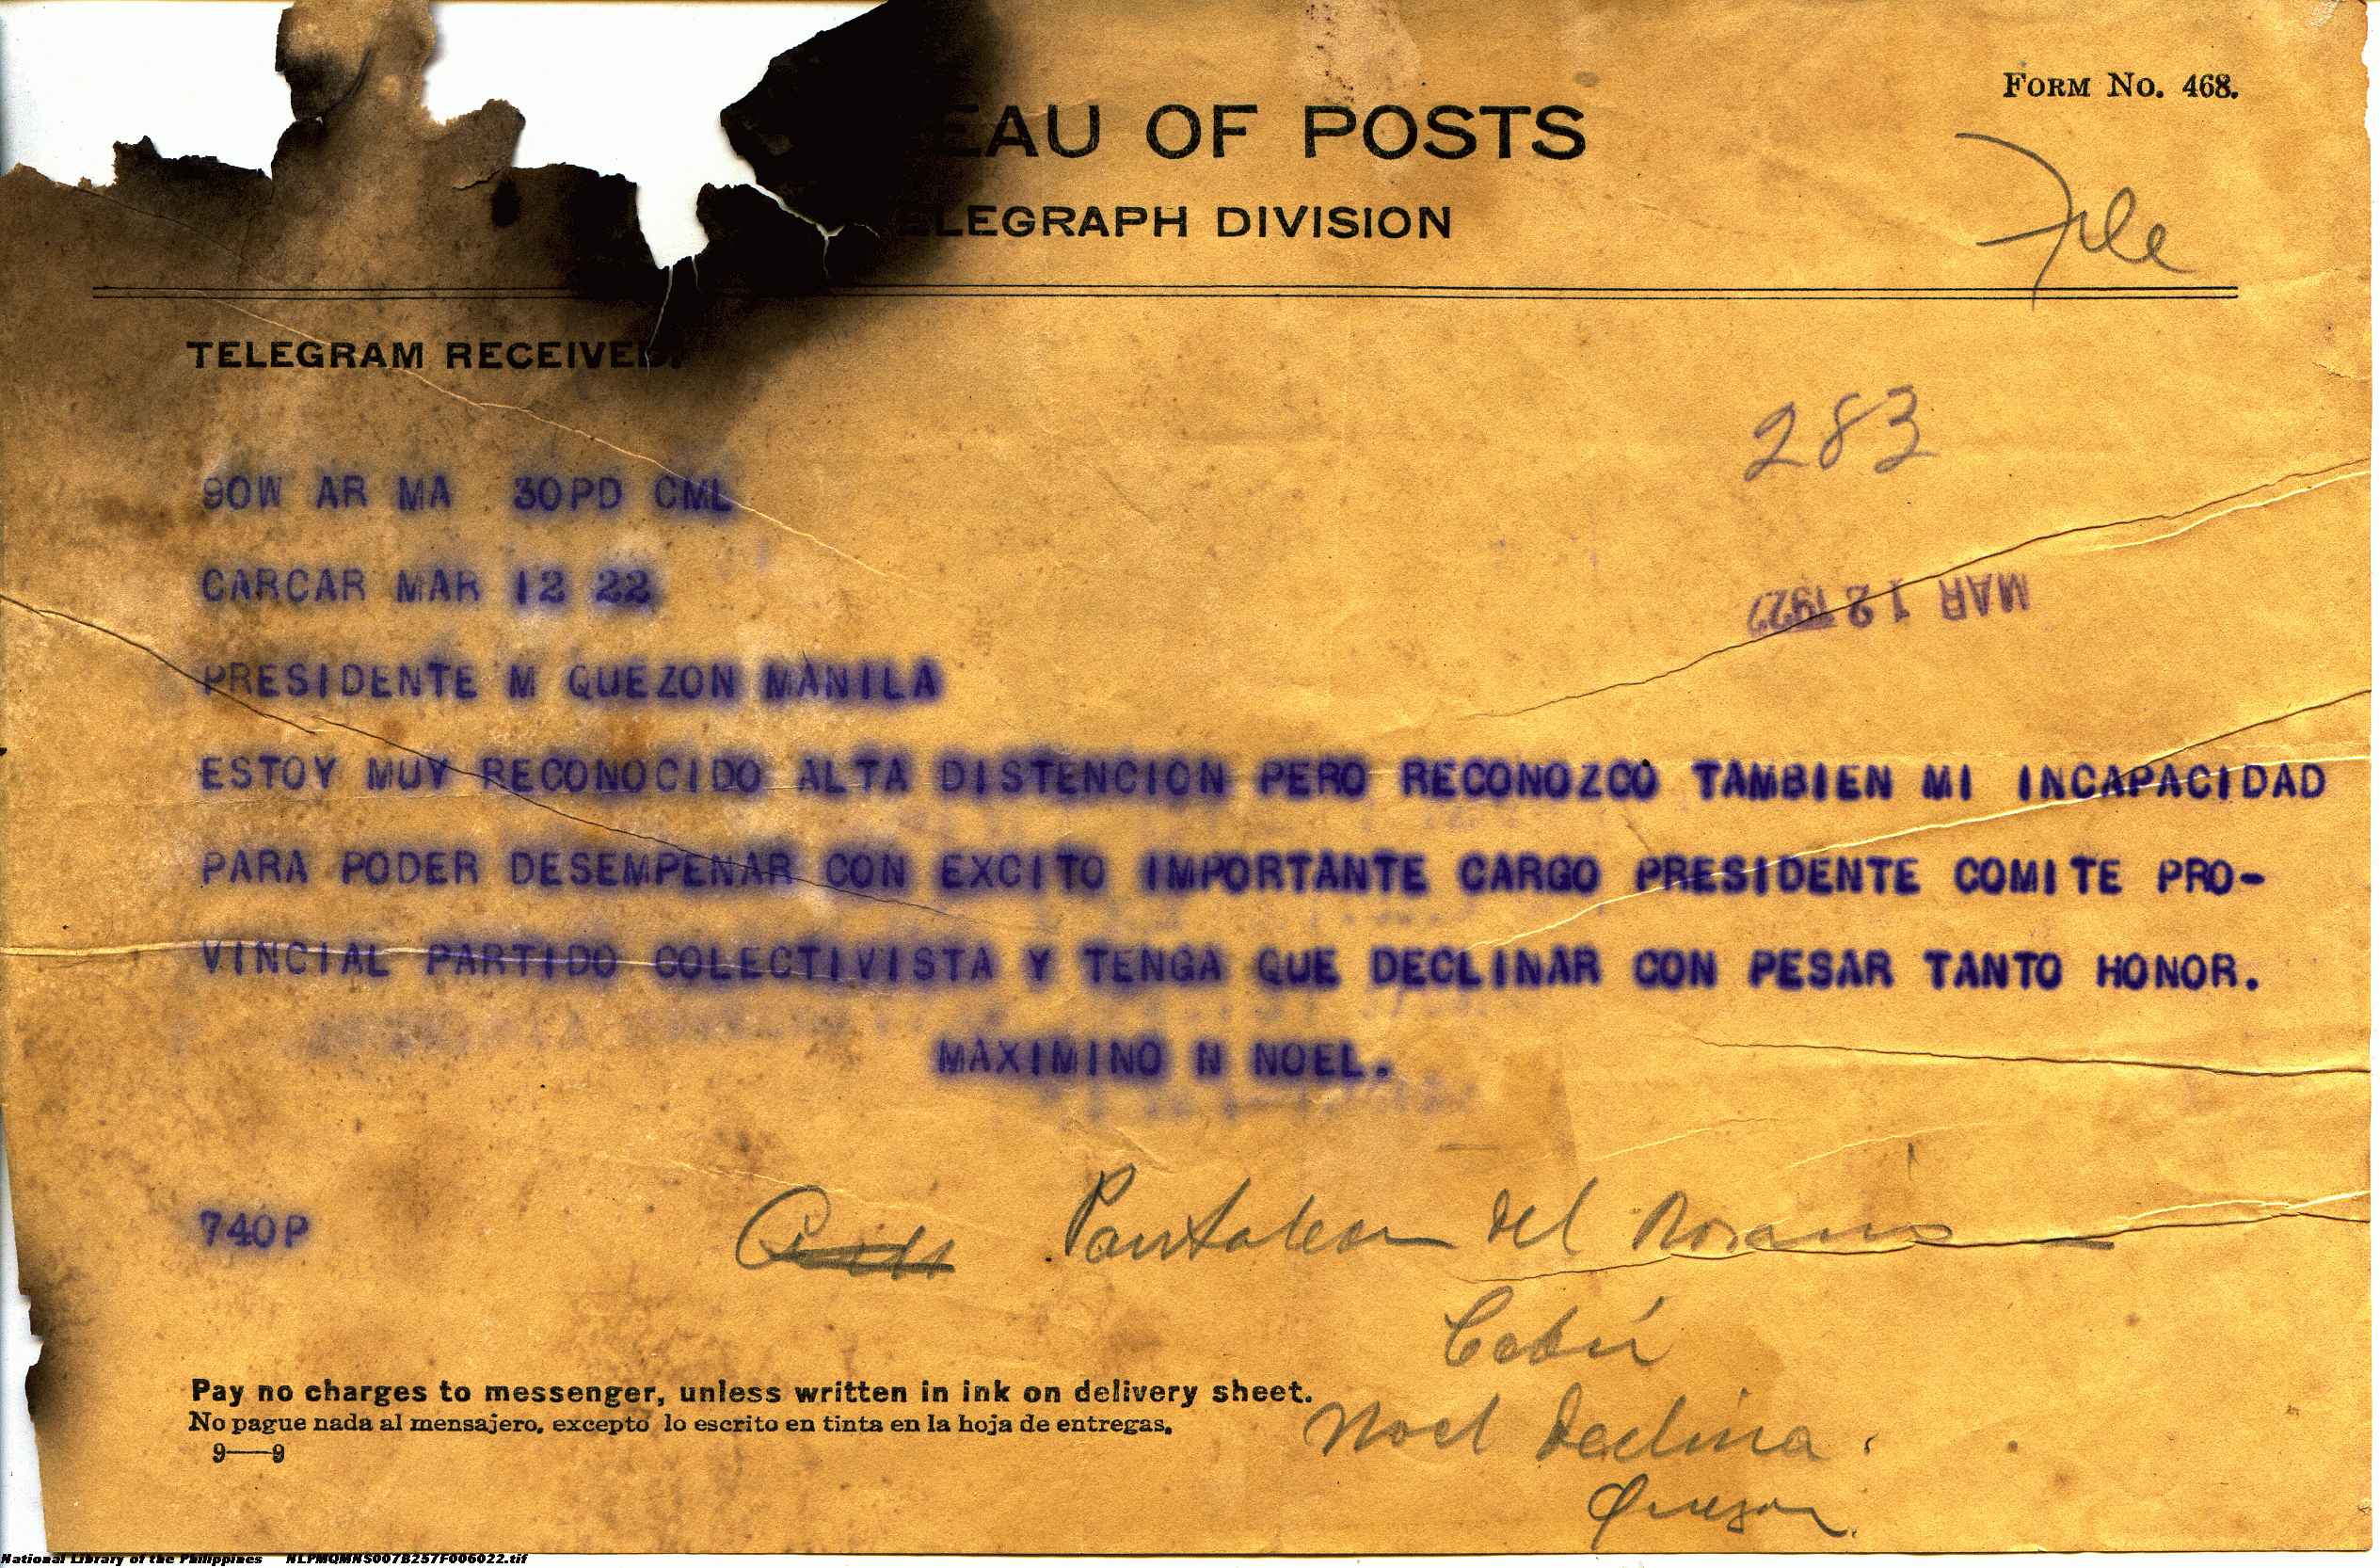 FORM NO. 468.
EAU OF POSTS
ELEGRAPH DIVISION
File
TELEGRAM RECEIVED.
283
90W AR MA 30PD CML
CARCAR MAR 12 22
MAR 12 1922
PRESIDENTE M QUEZON MANILA
ESTOY MUY RECONOCIDO ALTA DISTENCION PERO RECONOZCO TAMBIEN MI INCAPACIDAD
PARA PODER DESEMPENAR CON EXCITO IMPORTANTE CARGO PRESIDENTE COMITE PRO-
VINCIAL PARTIDO COLECTIVISTA Y TENGA QUE DECLINAR CON PESAR TANTO HONOR.
MAXIMINO N NOEL.
740P
Pantaleon del Rosario
Cebú
Noel declina.
Quezon
Pay no charges to messenger, unless written in ink on delivery sheet.
No pague nada al mensajero, excepto lo escrito en tinta en la hoja de entregas.
9—9
National Library of the Philippines NLPMQMNS007B257F006022.tif